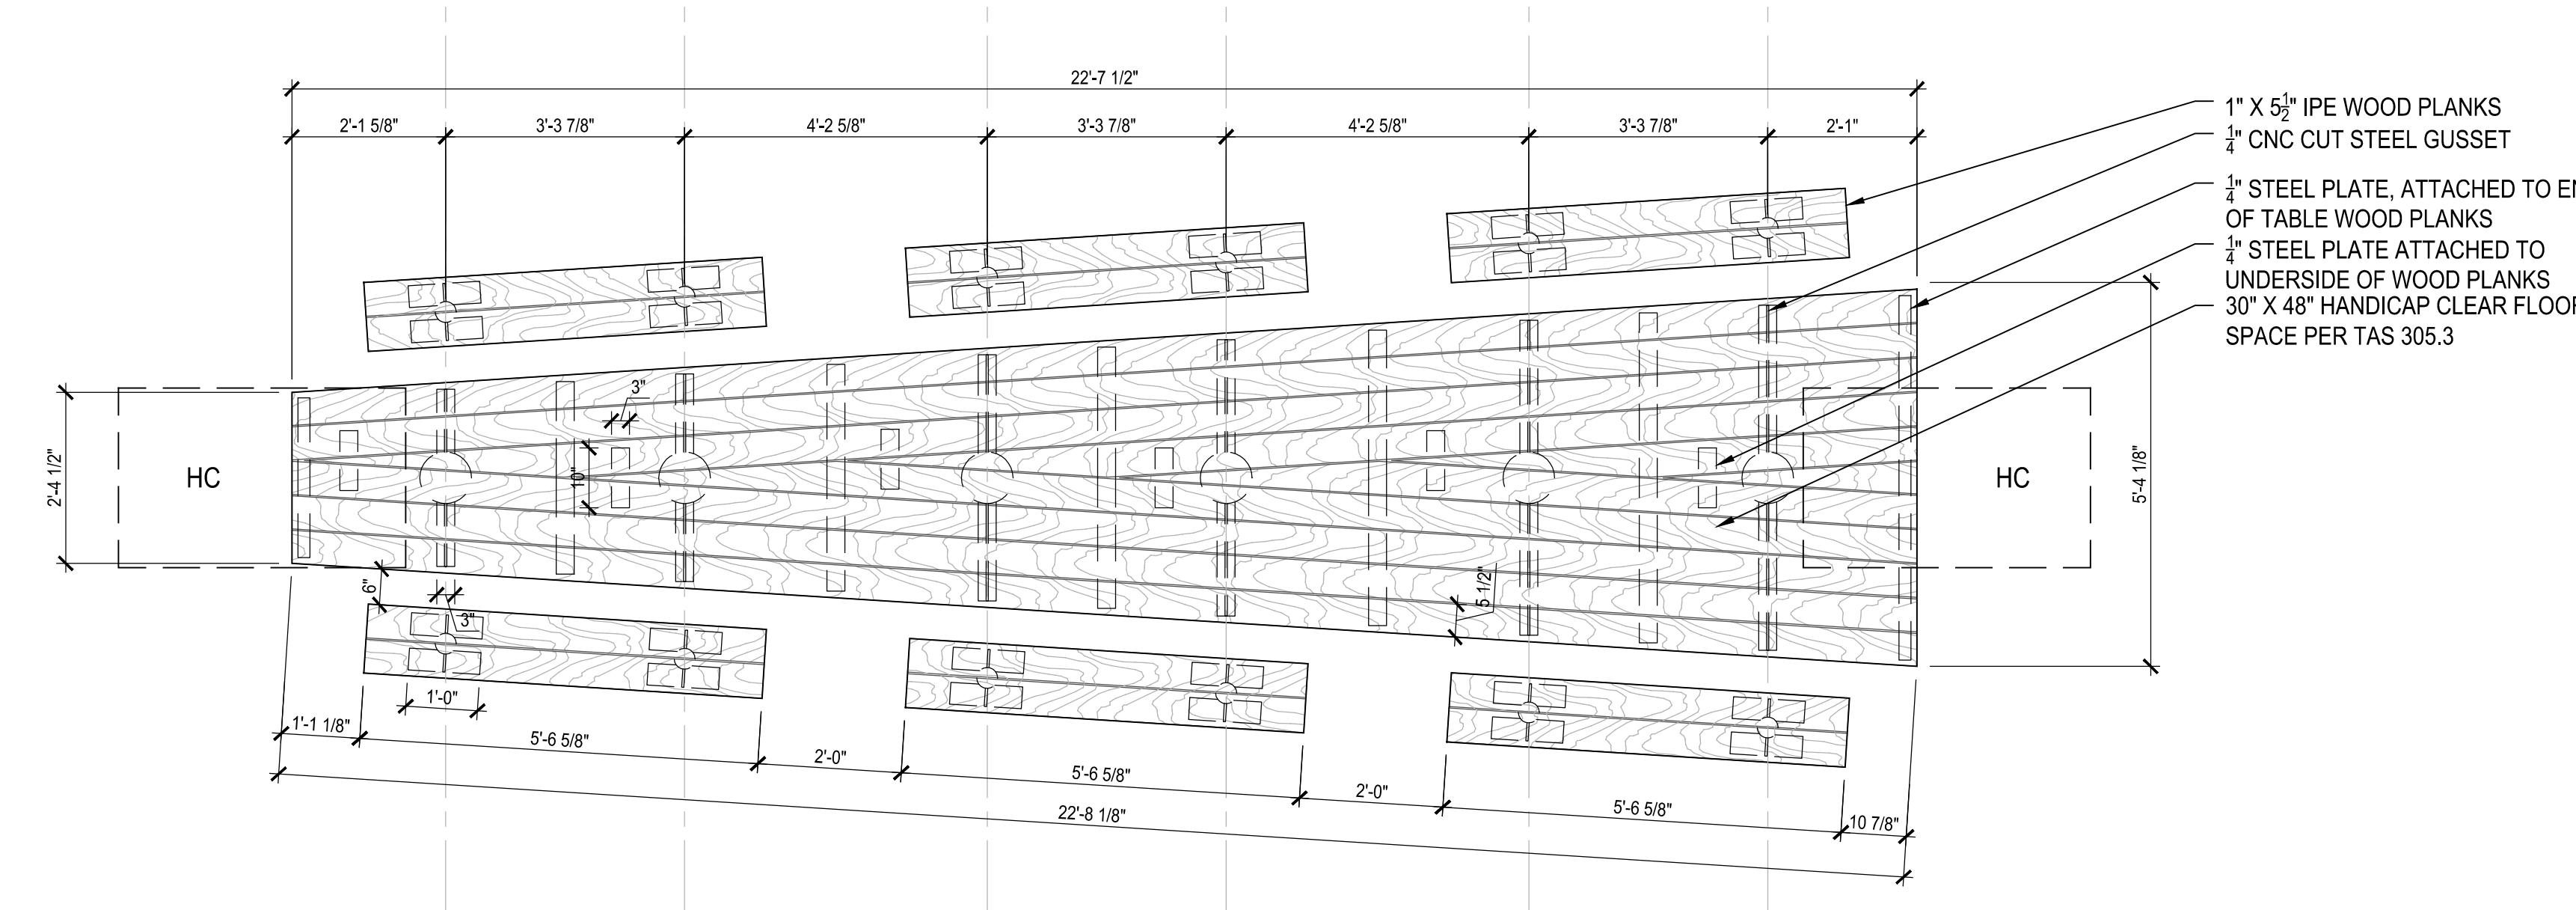 22'-7 1/2"
2'-1 5/8" 3'-3 7/8" 4'-2 5/8" 3'-3 7/8" 4'-2 5/8" 3'-3 7/8" 2'-1"
1" X 5 1/2" IPE WOOD PLANKS
1/4" CNC CUT STEEL GUSSET
1/4" STEEL PLATE, ATTACHED TO
OF TABLE WOOD PLANKS
1/4" STEEL PLATE ATTACHED TO
UNDERSIDE OF WOOD PLANKS
30" X 48" HANDICAP CLEAR FLOOR
SPACE PER TAS 305.3
2'-4 1/2"
HC
3"
10"
HC
5'-4 1/8"
6"
3"
5 1/2"
1'-0"
1'-1 1/8"
5'-6 5/8"
2'-0"
5'-6 5/8"
2'-0"
5'-6 5/8"
10 7/8"
22'-8 1/8"